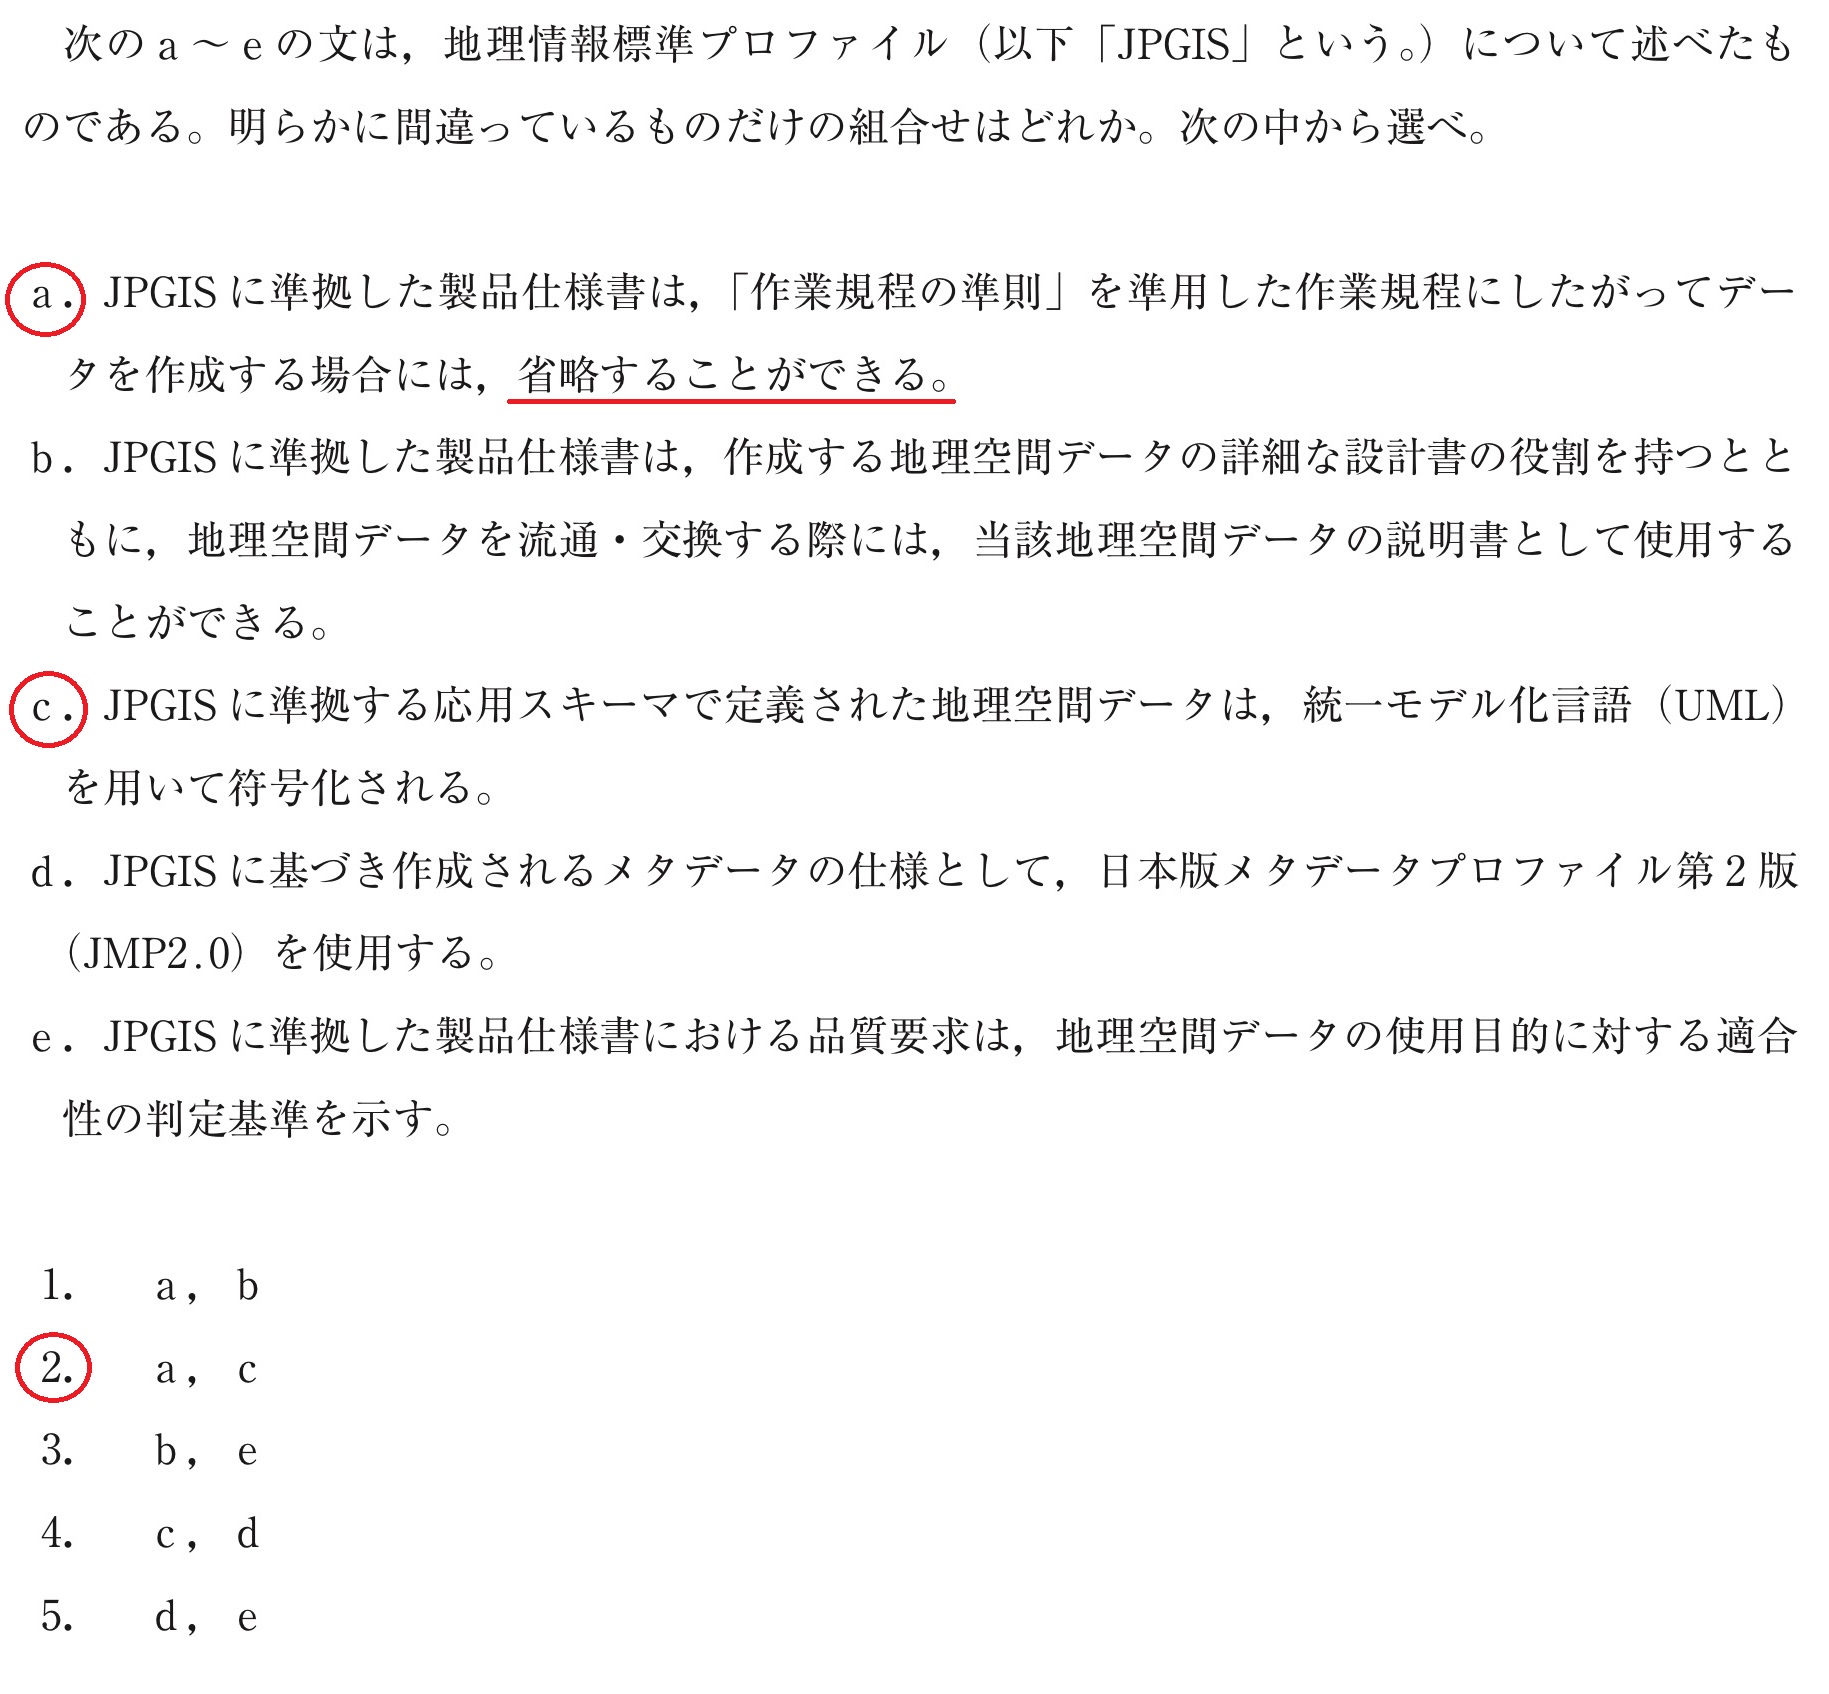 次の a ～ e の文は，地理情報標準プロファイル（以下「JPGIS」という。）について述べたも
のである。明らかに間違っているものだけの組合せはどれか。次の中から選べ。
a．JPGIS に準拠した製品仕様書は，「作業規程の準則」を準用した作業規程にしたがってデー
タを作成する場合には，省略することができる。
b．JPGIS に準拠した製品仕様書は，作成する地理空間データの詳細な設計書の役割を持つとと
もに，地理空間データを流通・交換する際には，当該地理空間データの説明書として使用する
ことができる。
c．JPGIS に準拠する応用スキーマで定義された地理空間データは，統一モデル化言語（UML）
を用いて符号化される。
d．JPGIS に基づき作成されるメタデータの仕様として，日本版メタデータプロファイル第 2 版
（JMP2.0）を使用する。
e．JPGIS に準拠した製品仕様書における品質要求は，地理空間データの使用目的に対する適合
性の判定基準を示す。
1.　a， b
2.　a， c
3.　b， e
4.　c， d
5.　d， e